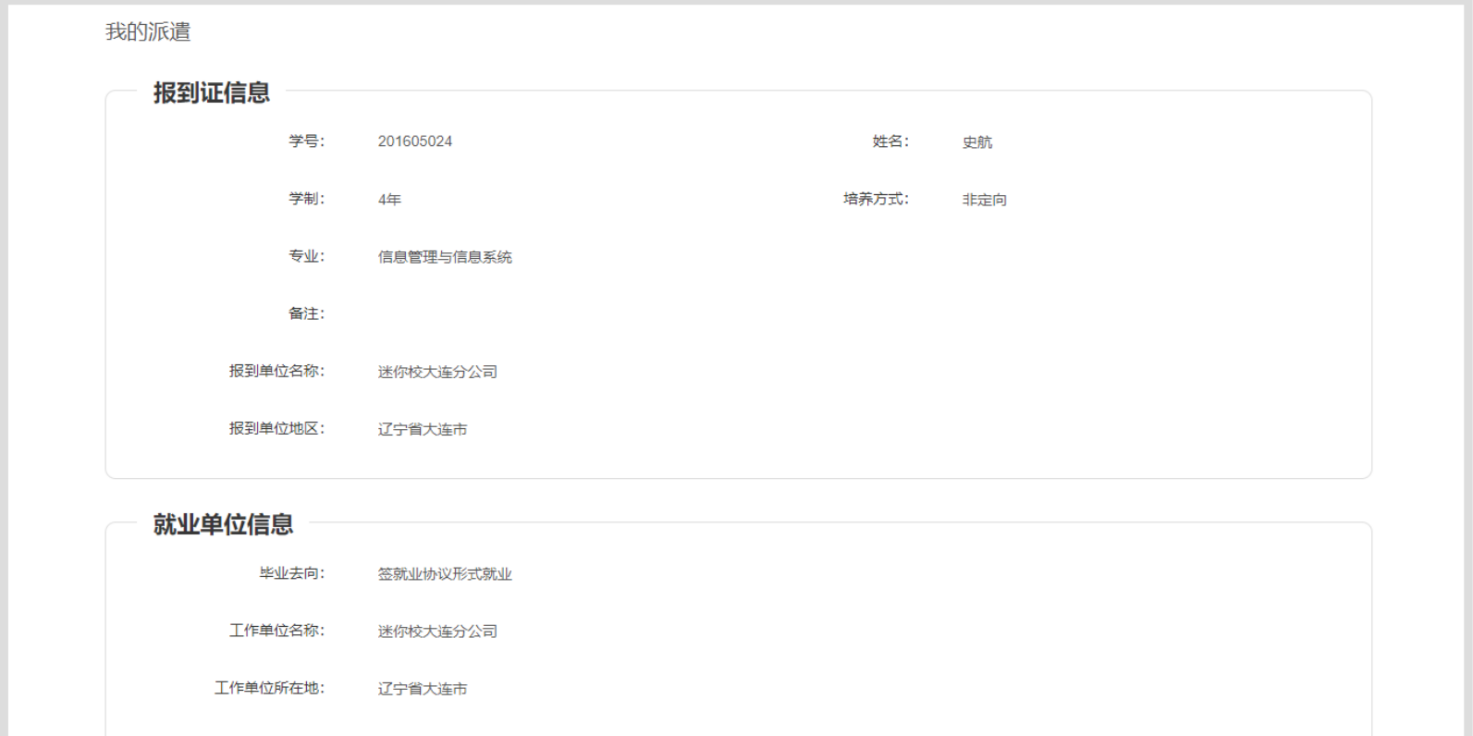 我的派遣
报到证信息
学号： 201605024 姓名： 史航
学制： 4年 培养方式： 非定向
专业： 信息管理与信息系统
备注：
报到单位名称： 迷你校大连分公司
报到单位地区： 辽宁省大连市
就业单位信息
毕业去向： 签就业协议形式就业
工作单位名称： 迷你校大连分公司
工作单位所在地： 辽宁省大连市